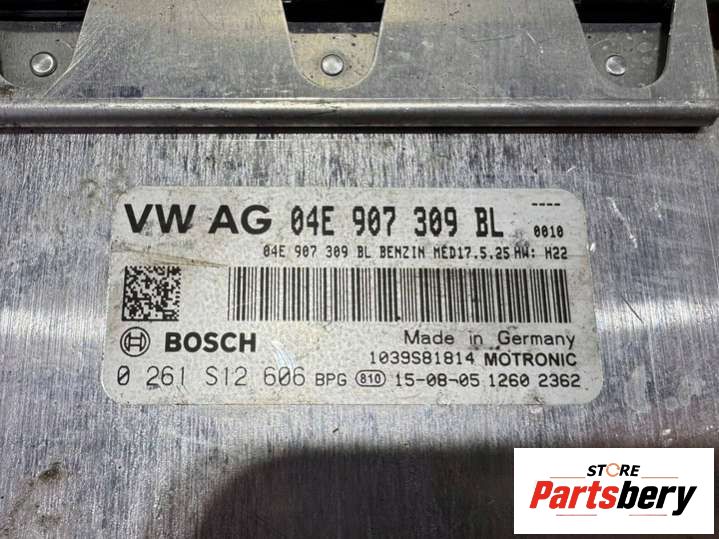 VW AG 04E 907 309 BL ---- 0010
04E 907 309 BL BENZIN MED17.5.25 HW: H22
BOSCH Made in Germany
1039S81814 MOTRONIC
0 261 S12 606 BPG 810 15-08-05 1260 2362
STORE
Partsbery